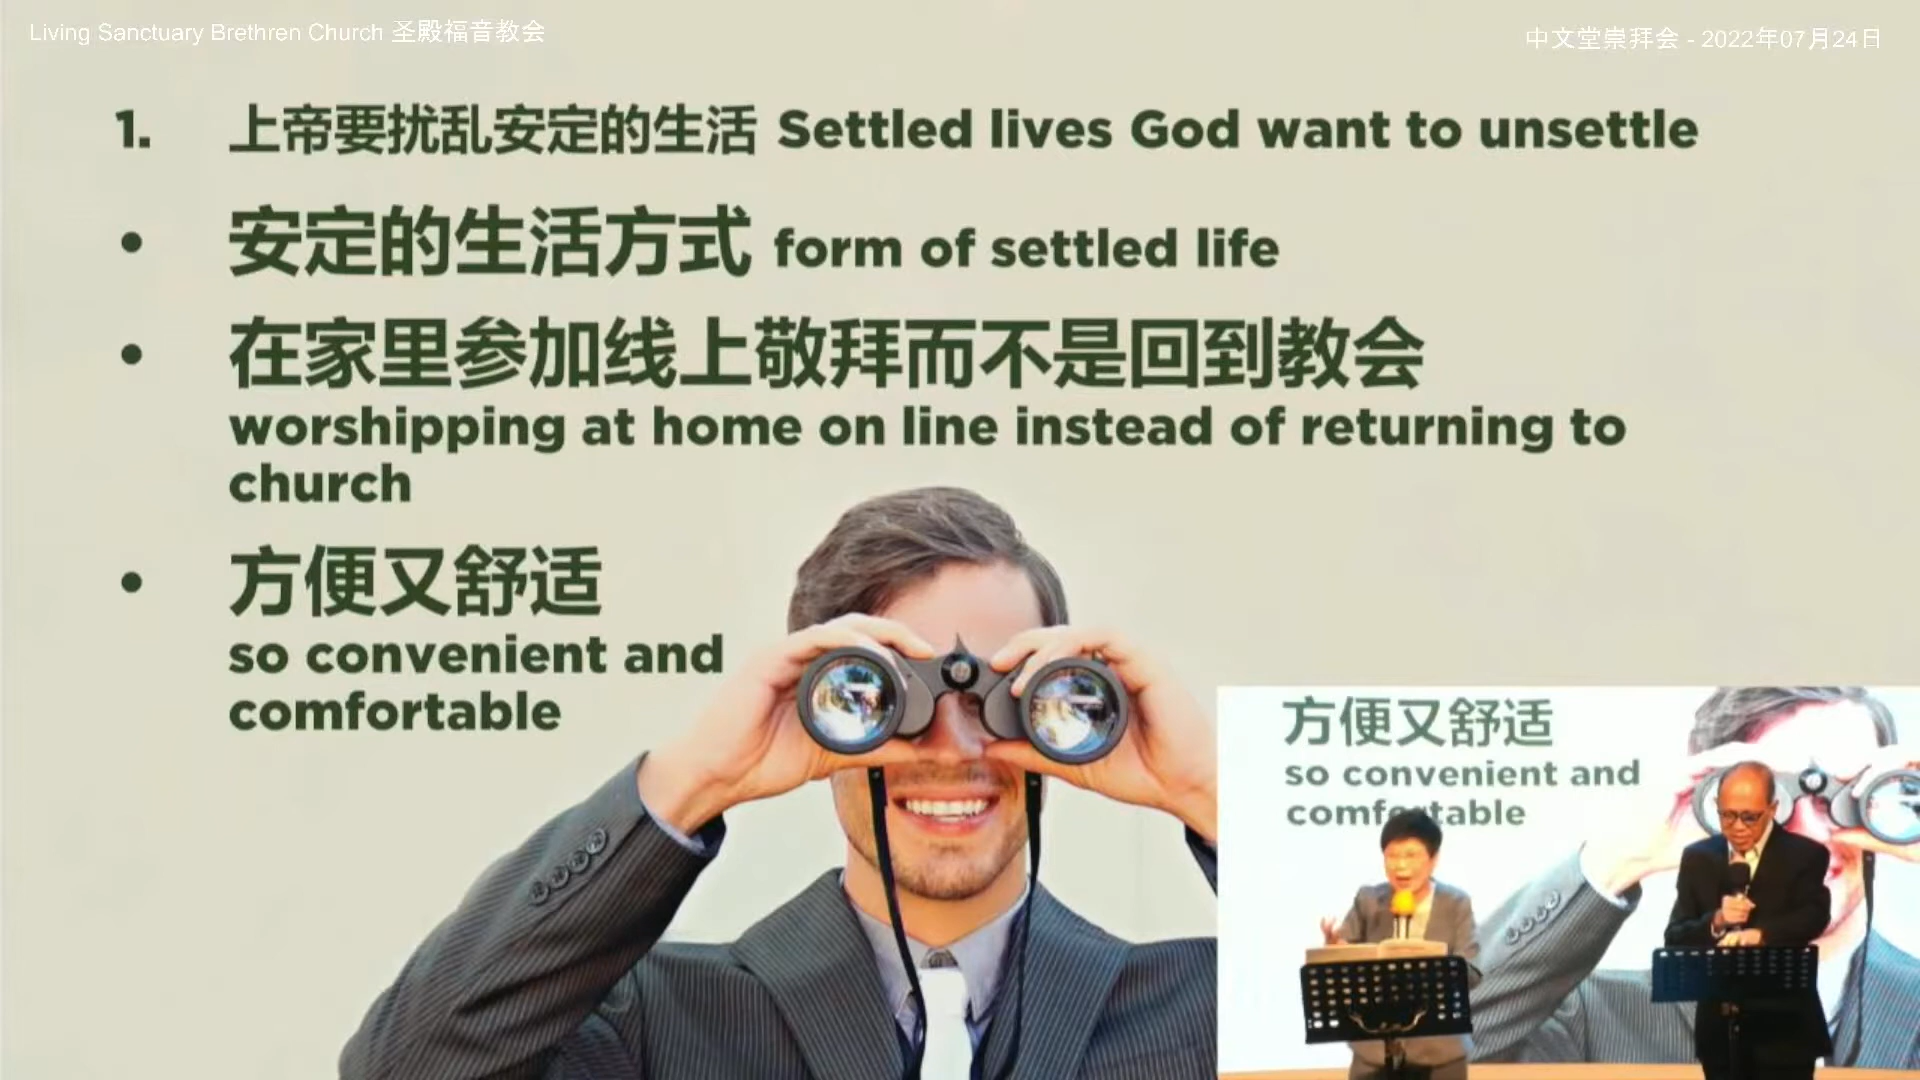 Living Sanctuary Brethren Church 圣殿福音教会
中文堂崇拜会 - 2022年07月24日
1. 上帝要扰乱安定的生活 Settled lives God want to unsettle
• 安定的生活方式 form of settled life
• 在家里参加线上敬拜而不是回到教会
worshipping at home on line instead of returning to
church
• 方便又舒适
so convenient and
comfortable
方便又舒适
so convenient and
comfortable